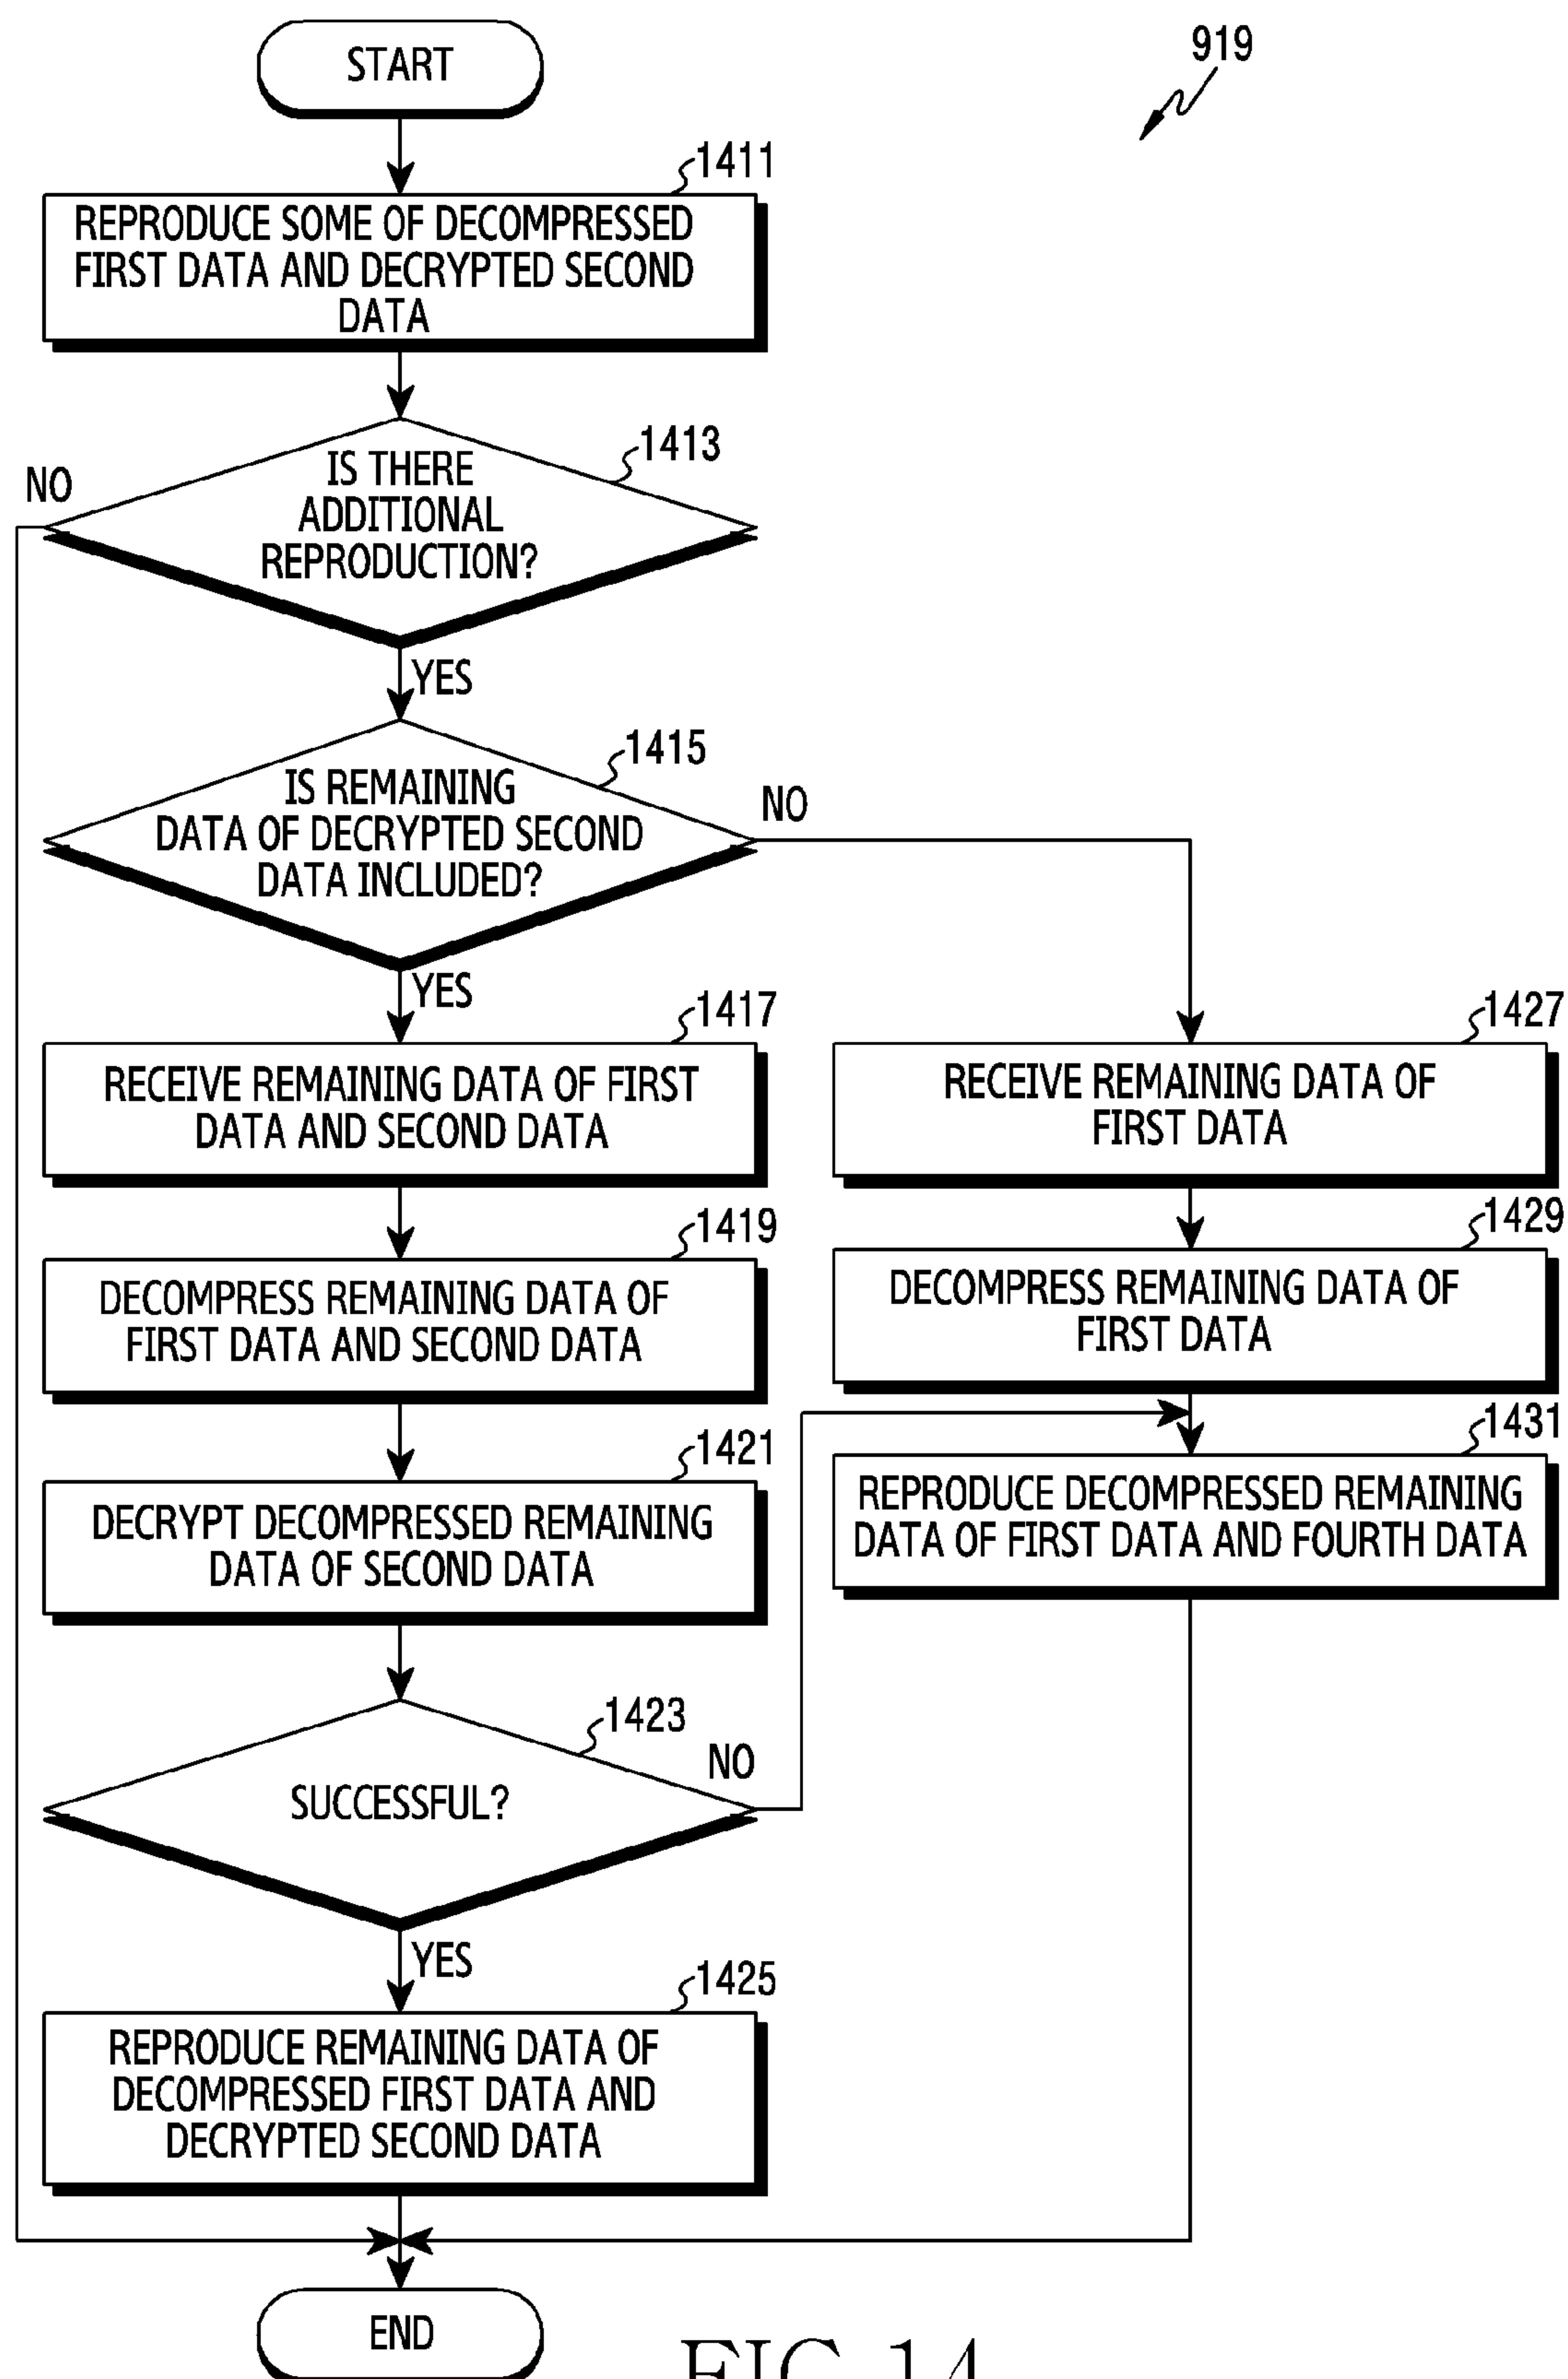 START
919
1411
REPRODUCE SOME OF DECOMPRESSED
FIRST DATA AND DECRYPTED SECOND
DATA
1413
NO
IS THERE
ADDITIONAL
REPRODUCTION?
YES
1415
IS REMAINING
DATA OF DECRYPTED SECOND
DATA INCLUDED?
NO
YES
1417
RECEIVE REMAINING DATA OF FIRST
DATA AND SECOND DATA
1427
RECEIVE REMAINING DATA OF
FIRST DATA
1419
DECOMPRESS REMAINING DATA OF
FIRST DATA AND SECOND DATA
1429
DECOMPRESS REMAINING DATA OF
FIRST DATA
1421
DECRYPT DECOMPRESSED REMAINING
DATA OF SECOND DATA
1431
REPRODUCE DECOMPRESSED REMAINING
DATA OF FIRST DATA AND FOURTH DATA
1423
SUCCESSFUL?
NO
YES
1425
REPRODUCE REMAINING DATA OF
DECOMPRESSED FIRST DATA AND
DECRYPTED SECOND DATA
END
FIG.14